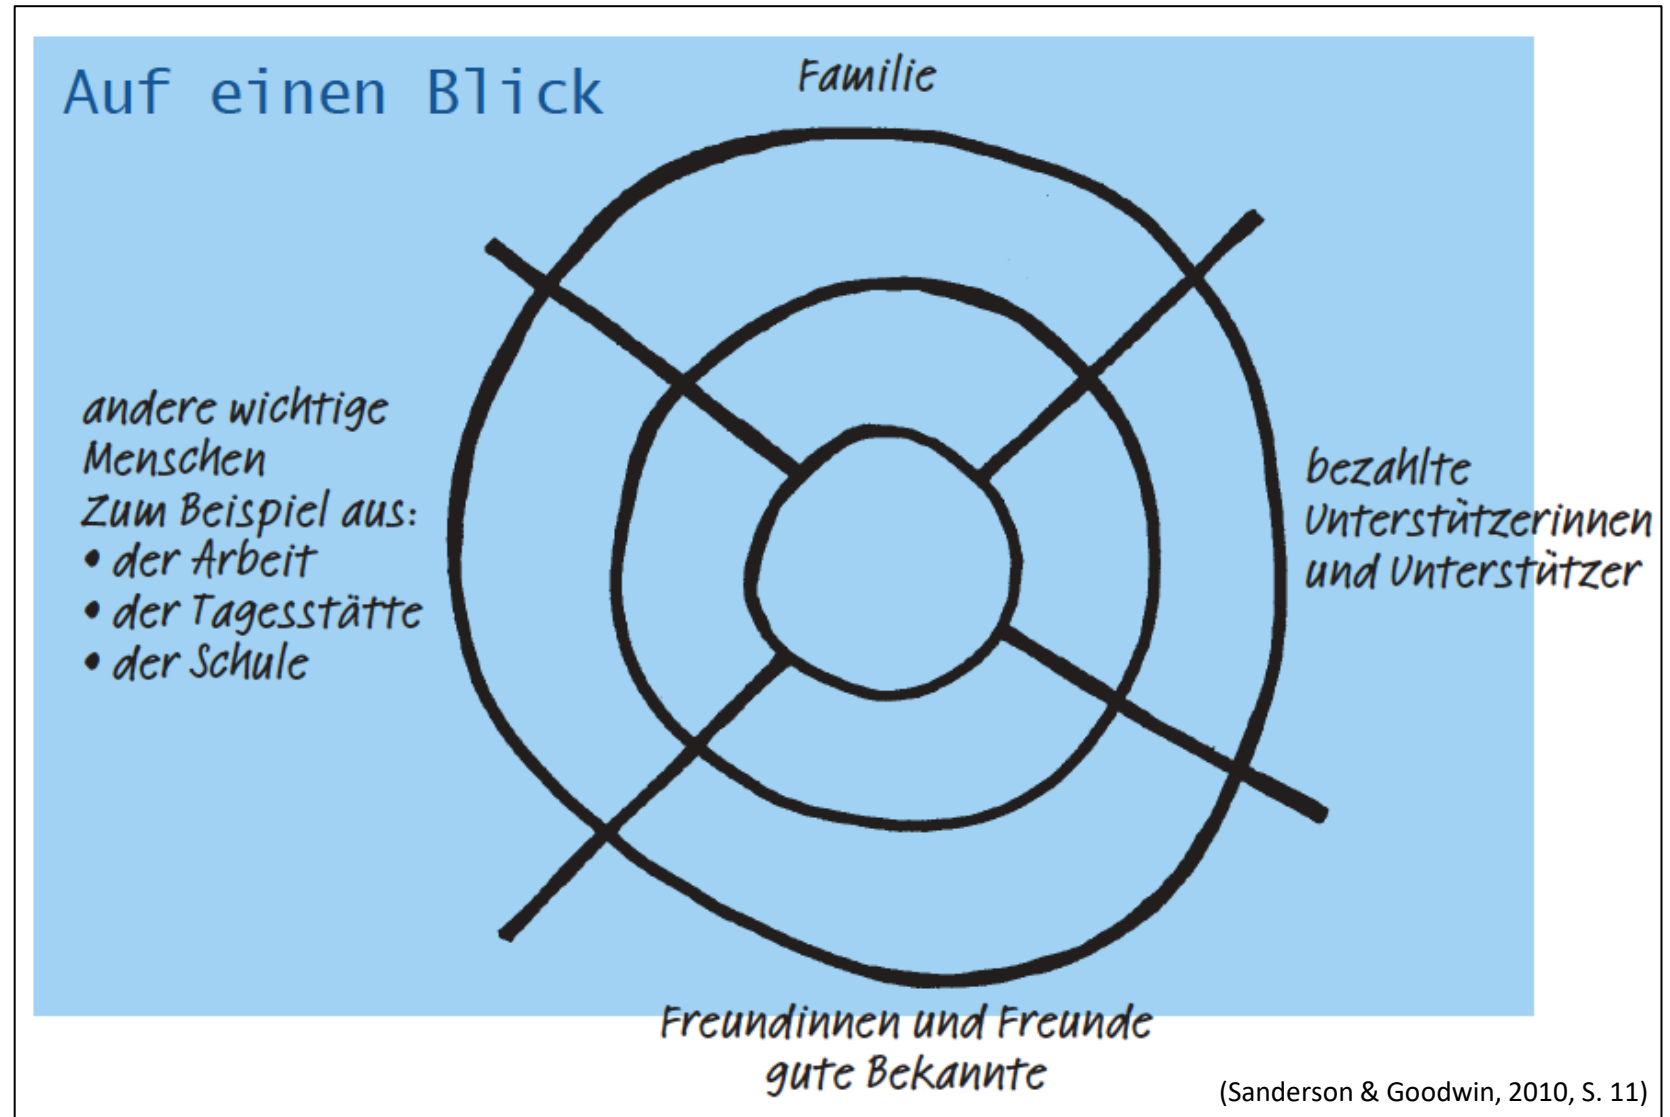 Auf einen Blick
Familie
andere wichtige
Menschen
Zum Beispiel aus:
• der Arbeit
• der Tagesstätte
• der Schule
bezahlte
Unterstützerinnen
und Unterstützer
Freundinnen und Freunde
gute Bekannte
(Sanderson & Goodwin, 2010, S. 11)